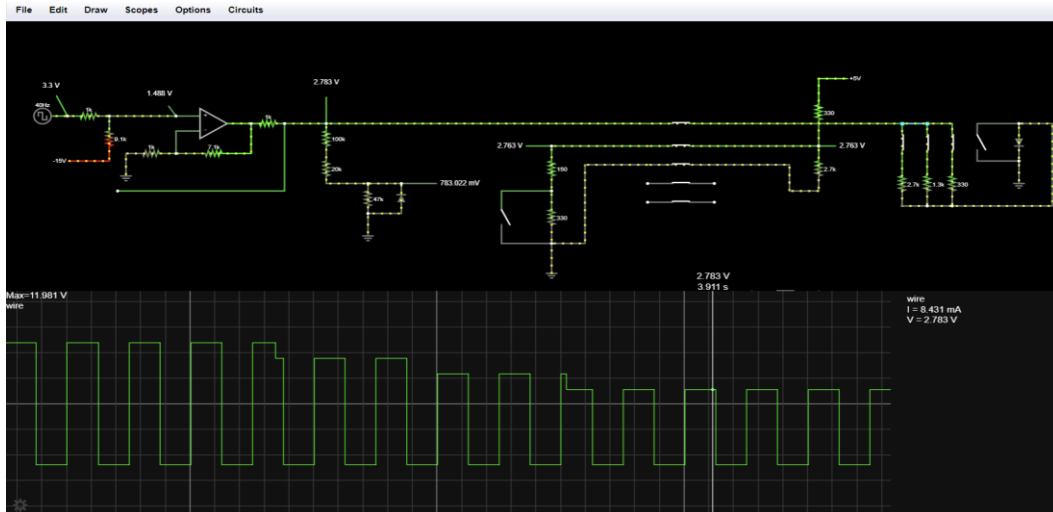 File Edit Draw Scopes Options Circuits
3.3 V
40Hz
1k
1.488 V
9.1k
-15V
1k
7.1k
1k
2.783 V
100k
20k
47k
783.022 mV
2.763 V
150
330
+5V
330
2.763 V
2.7k
2.7k
1.3k
330
2.783 V
3.911 s
Max=11.981 V
wire
wire
I = 8.431 mA
V = 2.783 V